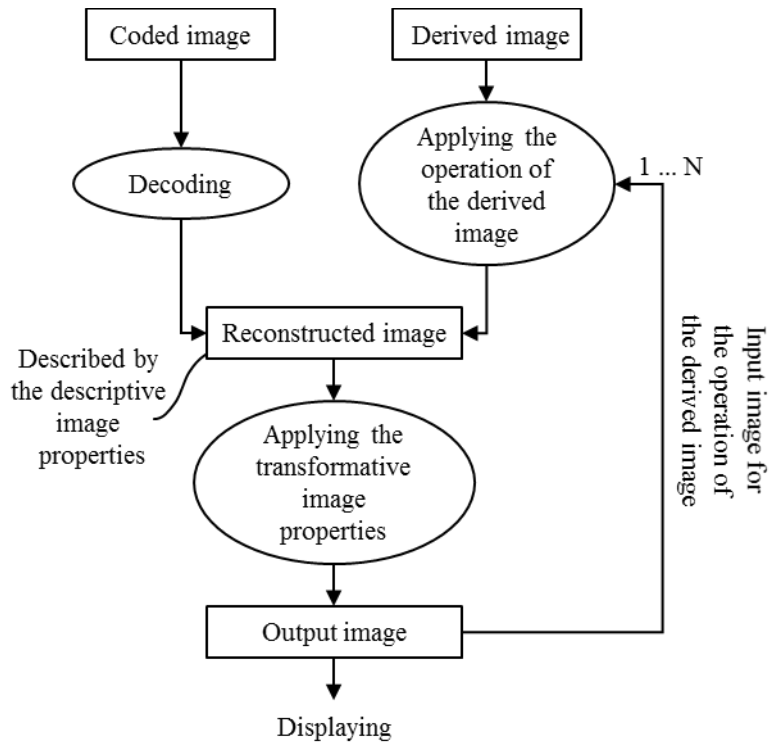 Coded image
Derived image
Applying the
operation of
the derived
image
1 ... N
Decoding
Input image for
the operation of
the derived image
Reconstructed image
Described by
the descriptive
image
properties
Applying the
transformative
image
properties
Output image
Displaying